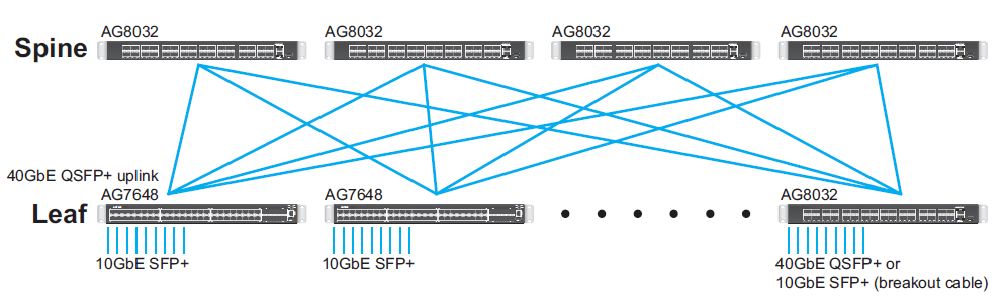 AG8032 AG8032 AG8032 AG8032
Spine
40GbE QSFP+ uplink
AG7648 AG7648 AG8032
Leaf
10GbE SFP+ 10GbE SFP+ 40GbE QSFP+ or
10GbE SFP+ (breakout cable)